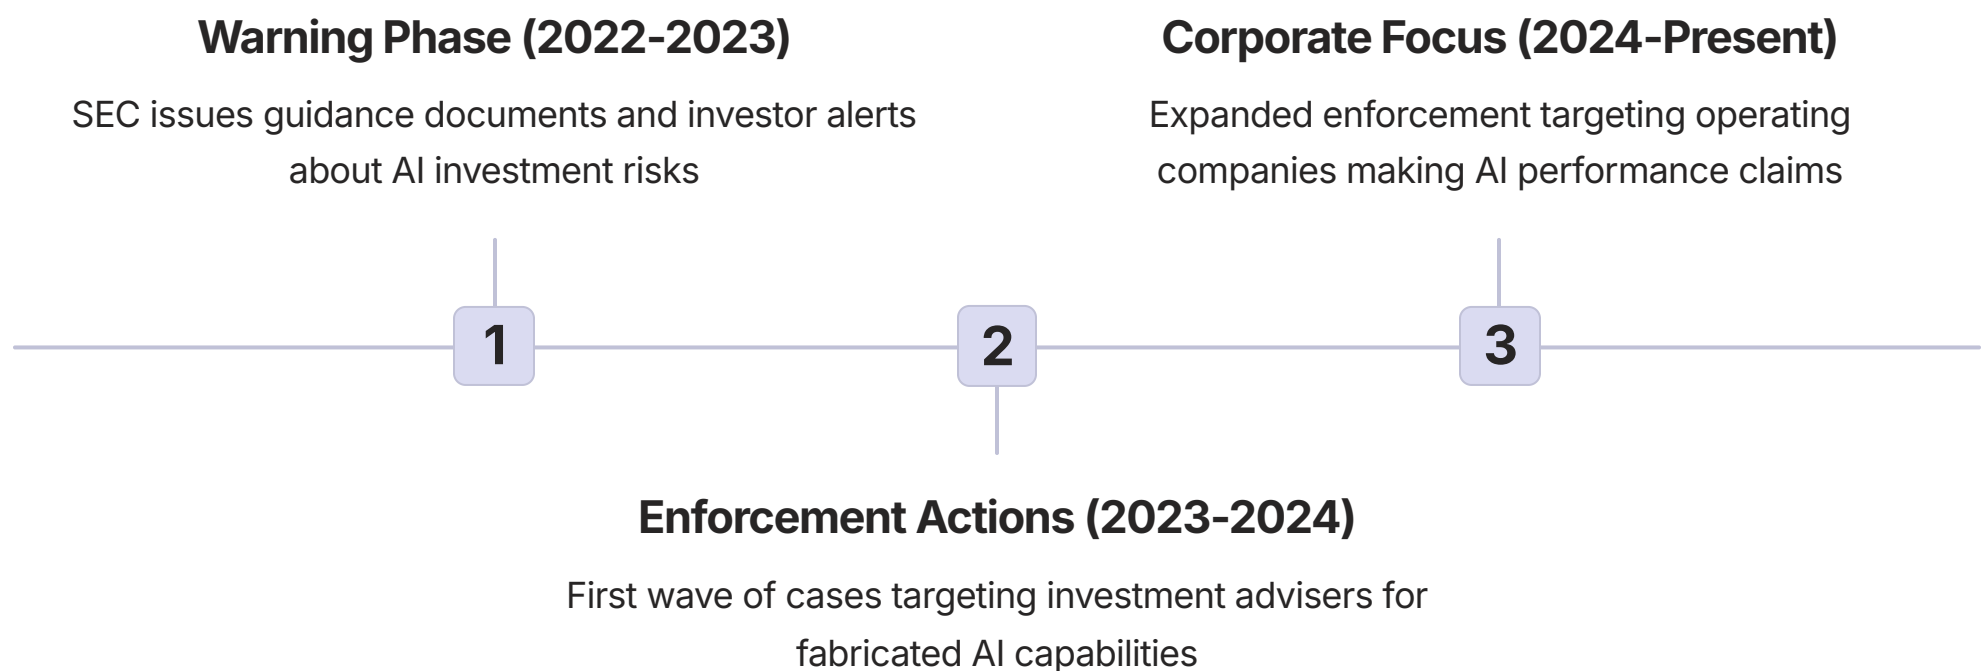 Warning Phase (2022-2023)
SEC issues guidance documents and investor alerts
about AI investment risks
Corporate Focus (2024-Present)
Expanded enforcement targeting operating
companies making AI performance claims
1
2
3
Enforcement Actions (2023-2024)
First wave of cases targeting investment advisers for
fabricated AI capabilities